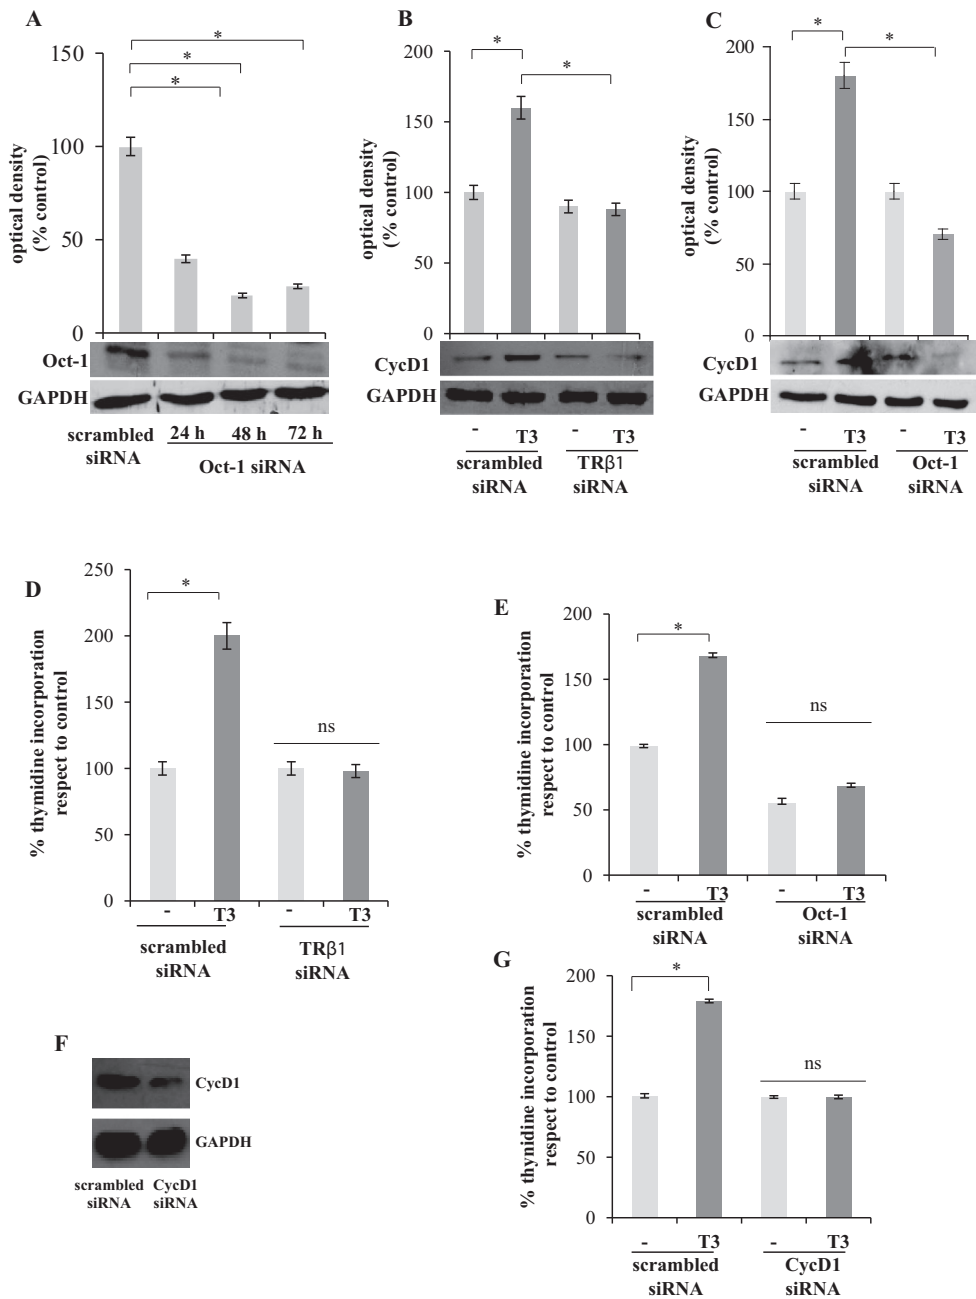 A
*
*
*
optical density
(% control)
150
100
50
0
Oct-1
GAPDH
scrambled
siRNA
24 h 48 h 72 h
Oct-1 siRNA
B
*
*
optical density
(% control)
200
150
100
50
0
CycD1
GAPDH
- T3 - T3
scrambled
siRNA
TRβ1
siRNA
C
*
*
optical density
(% control)
200
150
100
50
0
CycD1
GAPDH
- T3 - T3
scrambled
siRNA
Oct-1
siRNA
D
*
ns
% thymidine incorporation
respect to control
250
200
150
100
50
0
- T3 - T3
scrambled
siRNA
TRβ1
siRNA
E
*
ns
% thymidine incorporation
respect to control
200
150
100
50
0
- T3 - T3
scrambled
siRNA
Oct-1
siRNA
F
CycD1
GAPDH
scrambled
siRNA
CycD1
siRNA
G
*
ns
% thynidine incorporation
respect to control
200
150
100
50
0
- T3 - T3
scrambled
siRNA
CycD1
siRNA